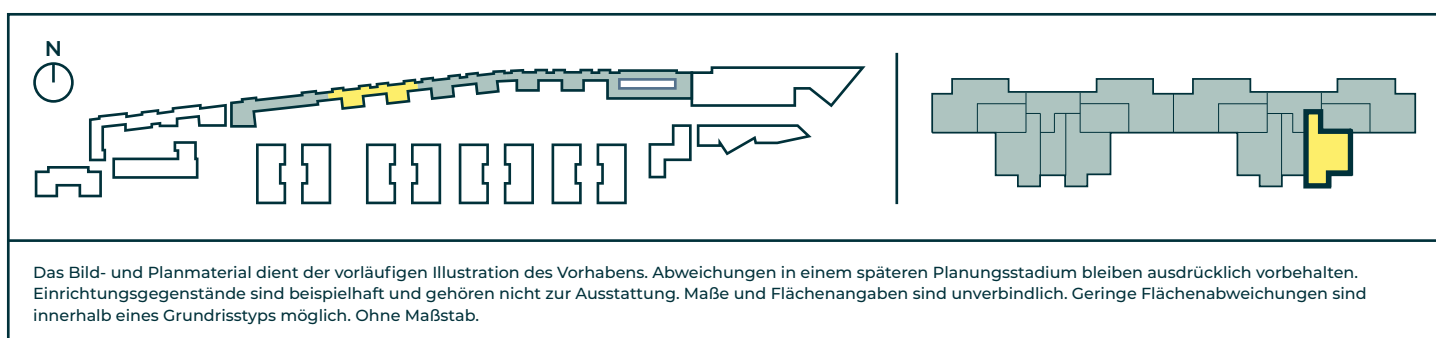 N
Das Bild- und Planmaterial dient der vorläufigen Illustration des Vorhabens. Abweichungen in einem späteren Planungsstadium bleiben ausdrücklich vorbehalten.
Einrichtungsgegenstände sind beispielhaft und gehören nicht zur Ausstattung. Maße und Flächenangaben sind unverbindlich. Geringe Flächenabweichungen sind
innerhalb eines Grundrisstyps möglich. Ohne Maßstab.